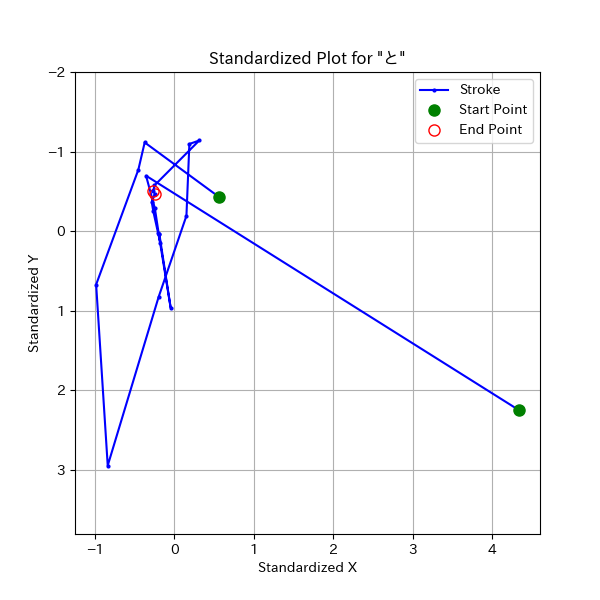 Standardized Plot for "と"
Stroke
Start Point
End Point
−2
−1
0
1
2
3
Standardized Y
−1 0 1 2 3 4
Standardized X